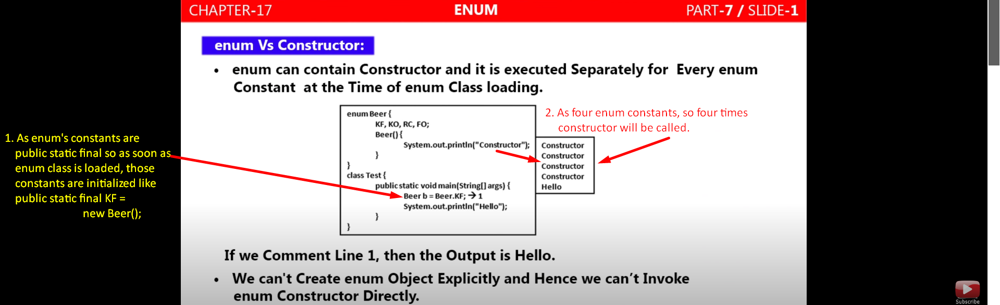 CHAPTER-17 ENUM PART-7 / SLIDE-1
enum Vs Constructor:
• enum can contain Constructor and it is executed Separately for Every enum
Constant at the Time of enum Class loading.
enum Beer {
KF, KO, RC, FO;
Beer() {
System.out.println("Constructor");
}
}
class Test {
public static void main(String[] args) {
Beer b = Beer.KF; → 1
System.out.println("Hello");
}
}
2. As four enum constants, so four times
constructor will be called.
Constructor
Constructor
Constructor
Constructor
Hello
1. As enum's constants are
public static final so as soon as
enum class is loaded, those
constants are initialized like
public static final KF =
new Beer();
If we Comment Line 1, then the Output is Hello.
• We can't Create enum Object Explicitly and Hence we can’t Invoke
enum Constructor Directly.
Subscribe